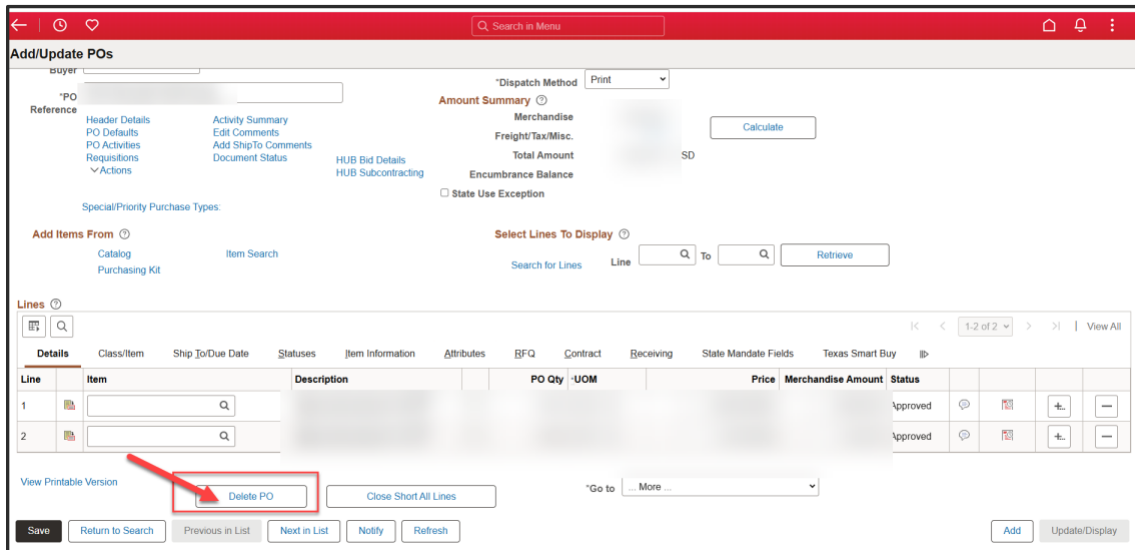 Search in Menu
Add/Update POs
Buyer
*Dispatch Method Print
*PO Reference
Amount Summary
Header Details Activity Summary
Merchandise
Calculate
PO Defaults Edit Comments
Freight/Tax/Misc.
PO Activities Add ShipTo Comments
Requisitions Document Status HUB Bid Details
Total Amount SD
Actions HUB Subcontracting
Encumbrance Balance
State Use Exception
Special/Priority Purchase Types:
Add Items From
Select Lines To Display
Catalog Item Search
Search for Lines Line To Retrieve
Purchasing Kit
Lines
1-2 of 2 View All
Details Class/Item Ship To/Due Date Statuses Item Information Attributes RFQ Contract Receiving State Mandate Fields Texas Smart Buy
Line Item Description PO Qty *UOM Price Merchandise Amount Status
1 Approved
2 Approved
View Printable Version
Delete PO Close Short All Lines *Go to ... More ...
Save Return to Search Previous in List Next in List Notify Refresh Add Update/Display